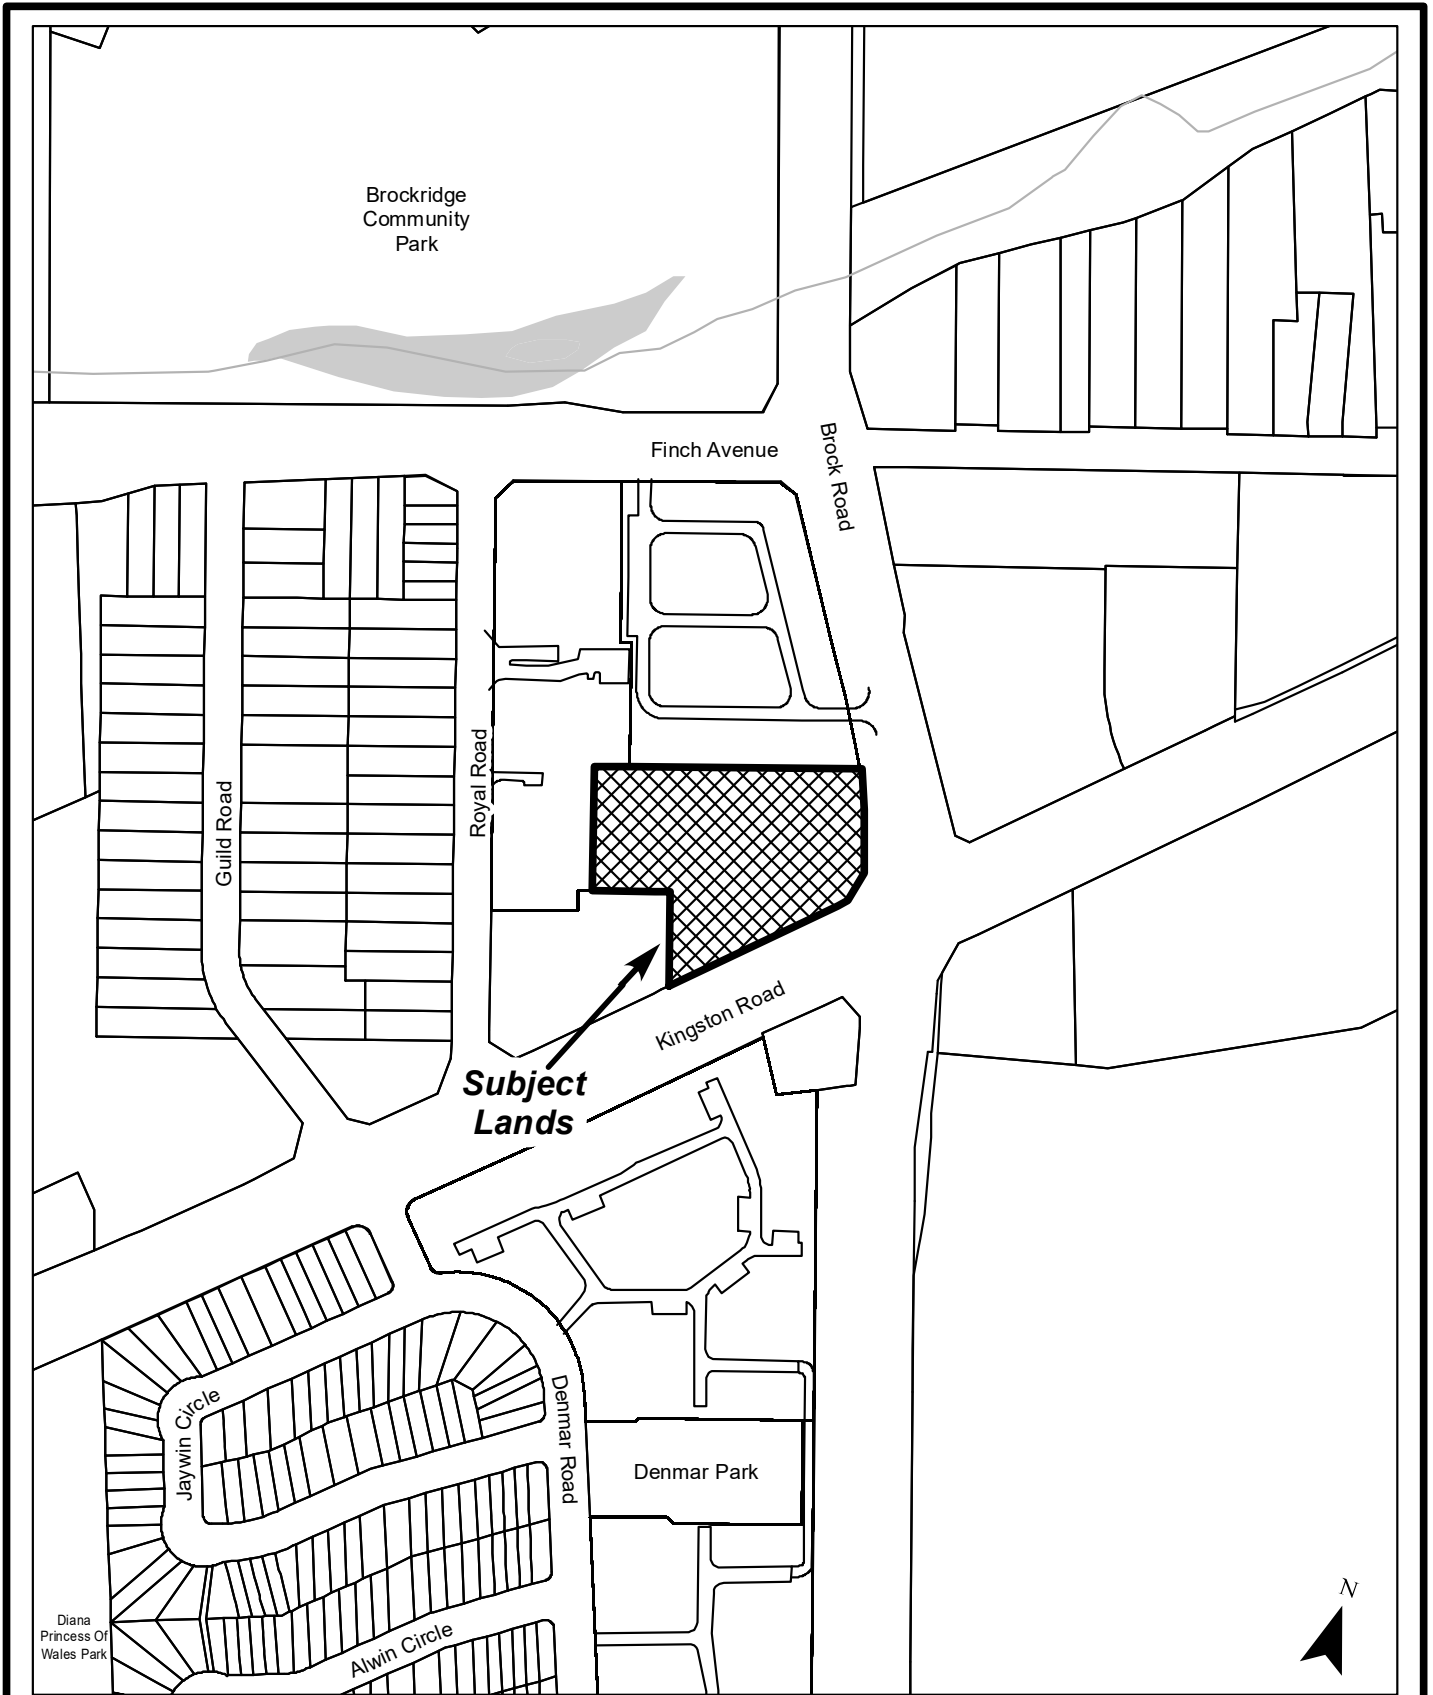 Brockridge
Community
Park
Finch Avenue
Brock Road
Royal Road
Guild Road
Kingston Road
Subject
Lands
Denmar Road
Jaywin Circle
Denmar Park
N
Diana
Princess Of
Wales Park
Alwin Circle